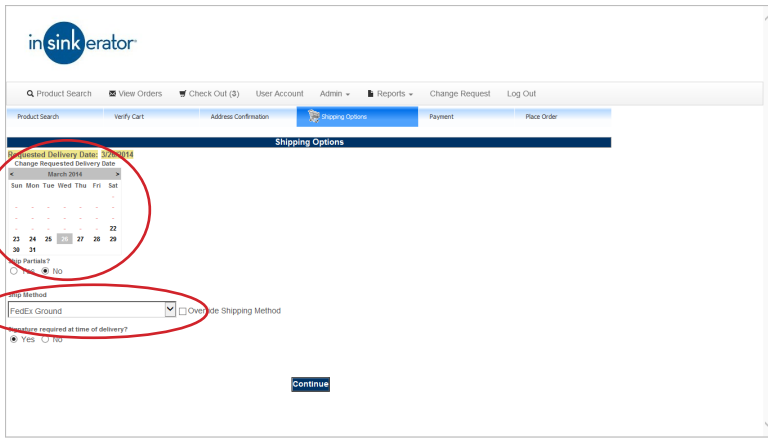 insinkerator
Product Search View Orders Check Out (3) User Account Admin Reports Change Request Log Out
Product Search Verify Cart Address Confirmation Shipping Options Payment Place Order
Shipping Options
Requested Delivery Date: 3/26/2014
Change Requested Delivery Date
< March 2014 >
Sun Mon Tue Wed Thu Fri Sat
-
- - - - - - -
- - - - - - -
- - - - - - 22
23 24 25 26 27 28 29
30 31
Ship Partials?
Yes No
Ship Method
FedEx Ground Override Shipping Method
Signature required at time of delivery?
Yes No
Continue